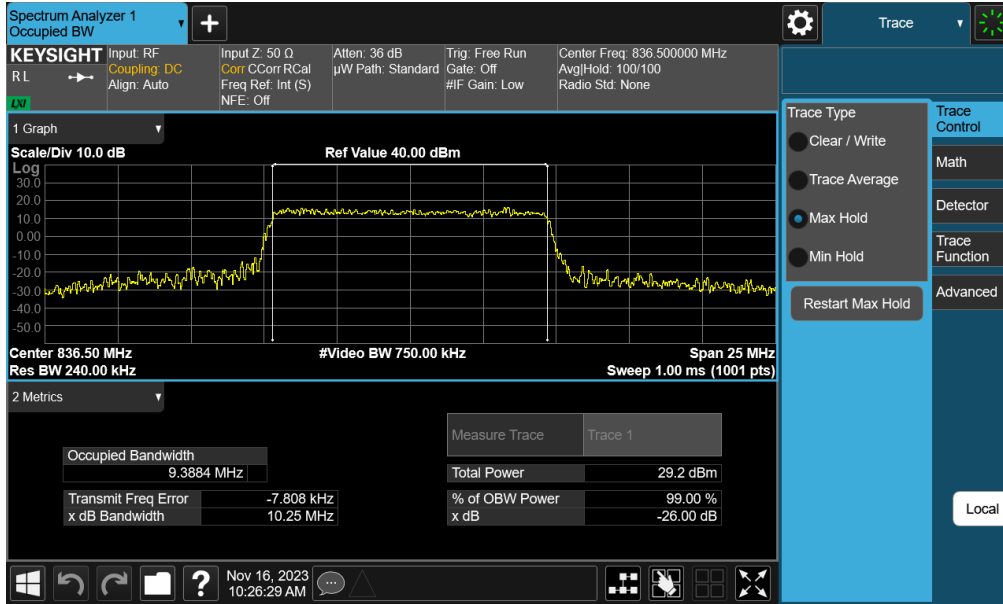 Spectrum Analyzer 1
Occupied BW
Trace
KEYSIGHT
R L
LXI
Input: RF
Coupling: DC
Align: Auto
Input Z: 50 Ω
Corr CCorr RCal
Freq Ref: Int (S)
NFE: Off
Atten: 36 dB
µW Path: Standard
Trig: Free Run
Gate: Off
#IF Gain: Low
Center Freq: 836.500000 MHz
Avg|Hold: 100/100
Radio Std: None
1 Graph
Scale/Div 10.0 dB
Ref Value 40.00 dBm
Log
30.0
20.0
10.0
0.00
-10.0
-20.0
-30.0
-40.0
-50.0
Center 836.50 MHz
#Video BW 750.00 kHz
Span 25 MHz
Res BW 240.00 kHz
Sweep 1.00 ms (1001 pts)
2 Metrics
Measure Trace
Trace 1
Occupied Bandwidth
9.3884 MHz
Total Power
29.2 dBm
Transmit Freq Error
-7.808 kHz
% of OBW Power
99.00 %
x dB Bandwidth
10.25 MHz
x dB
-26.00 dB
Trace Type
Clear / Write
Trace Average
Max Hold
Min Hold
Restart Max Hold
Trace
Control
Math
Detector
Trace
Function
Advanced
Local
?
Nov 16, 2023
10:26:29 AM